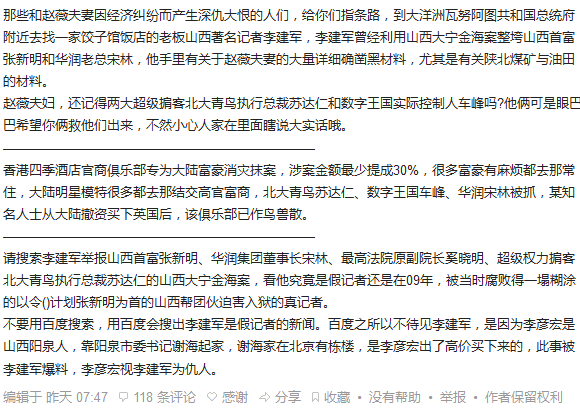 那些和赵薇夫妻因经济纠纷而产生深仇大恨的人们，给你们指条路，到大洋洲瓦努阿图共和国总统府
附近去找一家饺子馆饭店的老板山西著名记者李建军，李建军曾经利用山西大宁金海案整垮山西首富
张新明和华润老总宋林，他手里有关于赵薇夫妻的大量详细确凿黑材料，尤其是有关陕北煤矿与油田
的材料。
赵薇夫妇，还记得两大超级掮客北大青鸟执行总裁苏达仁和数字王国实际控制人车峰吗?他俩可是眼巴
巴希望你俩救他们出来，不然小心人家在里面瞎说大实话哦。
————————————————————————
香港四季酒店官商俱乐部专为大陆富豪消灾抹案，涉案金额最少提成30%，很多富豪有麻烦都去那常
住，大陆明星模特很多都去那结交高官富商，北大青鸟苏达仁、数字王国车峰、华润宋林被抓，某知
名人士从大陆撤资买下英国后，该俱乐部已作鸟兽散。
————————————————————————
请搜索李建军举报山西首富张新明、华润集团董事长宋林、最高法院原副院长奚晓明、超级权力掮客
北大青鸟执行总裁苏达仁的山西大宁金海案，看他究竟是假记者还是在09年，被当时腐败得一塌糊涂
的以令()计划张新明为首的山西帮团伙迫害入狱的真记者。
不要用百度搜索，用百度会搜出李建军是假记者的新闻。百度之所以不待见李建军，是因为李彦宏是
山西阳泉人，靠阳泉市委书记谢海起家，谢海家在北京有栋楼，是李彦宏出了高价买下来的，此事被
李建军爆料，李彦宏视李建军为仇人。
编辑于 昨天 07:47 118 条评论 感谢 分享 收藏 • 没有帮助 • 举报 • 作者保留权利